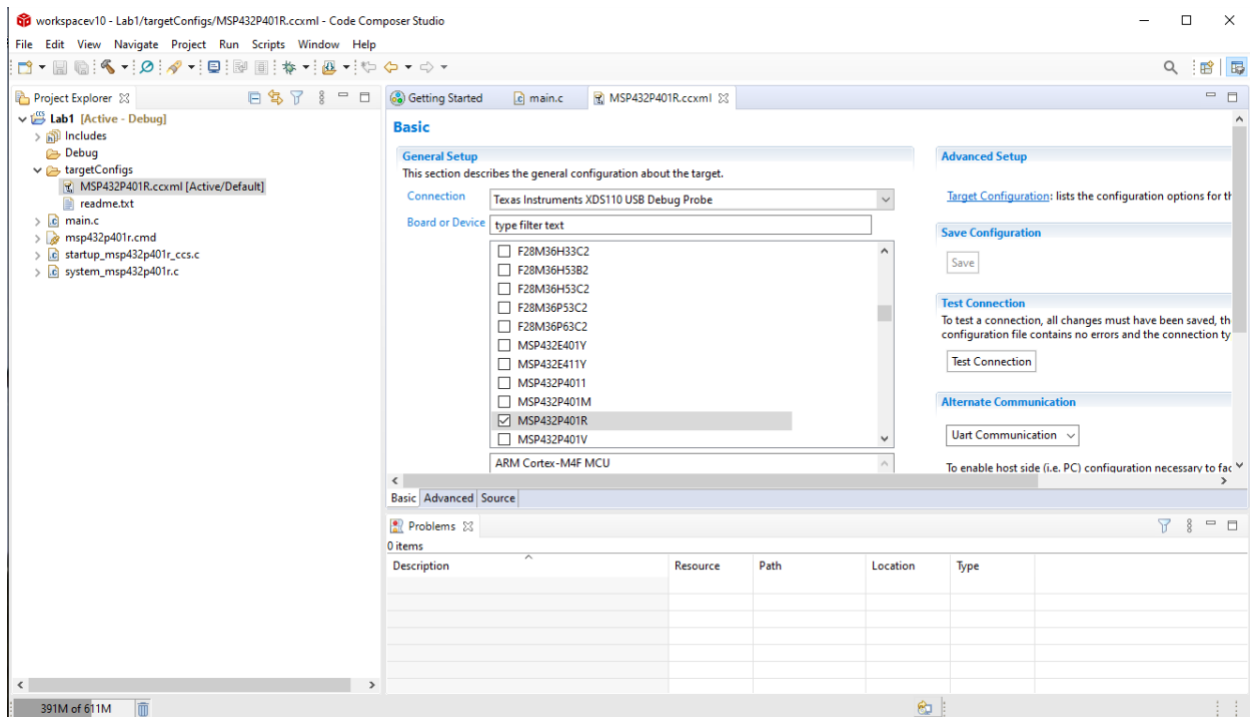 workspacev10 - Lab1/targetConfigs/MSP432P401R.ccxml - Code Composer Studio
File Edit View Navigate Project Run Scripts Window Help
Project Explorer
Lab1 [Active - Debug]
Includes
Debug
targetConfigs
MSP432P401R.ccxml [Active/Default]
readme.txt
main.c
msp432p401r.cmd
startup_msp432p401r_ccs.c
system_msp432p401r.c
391M of 611M
Getting Started main.c MSP432P401R.ccxml
Basic
General Setup
This section describes the general configuration about the target.
Connection Texas Instruments XDS110 USB Debug Probe
Board or Device type filter text
F28M36H33C2
F28M36H53B2
F28M36H53C2
F28M36P53C2
F28M36P63C2
MSP432E401Y
MSP432E411Y
MSP432P4011
MSP432P401M
MSP432P401R
MSP432P401V
ARM Cortex-M4F MCU
Advanced Setup
Target Configuration: lists the configuration options for th
Save Configuration
Save
Test Connection
To test a connection, all changes must have been saved, th
configuration file contains no errors and the connection ty
Test Connection
Alternate Communication
Uart Communication
To enable host side (i.e. PC) configuration necessary to fac
Basic Advanced Source
Problems
0 items
Description Resource Path Location Type